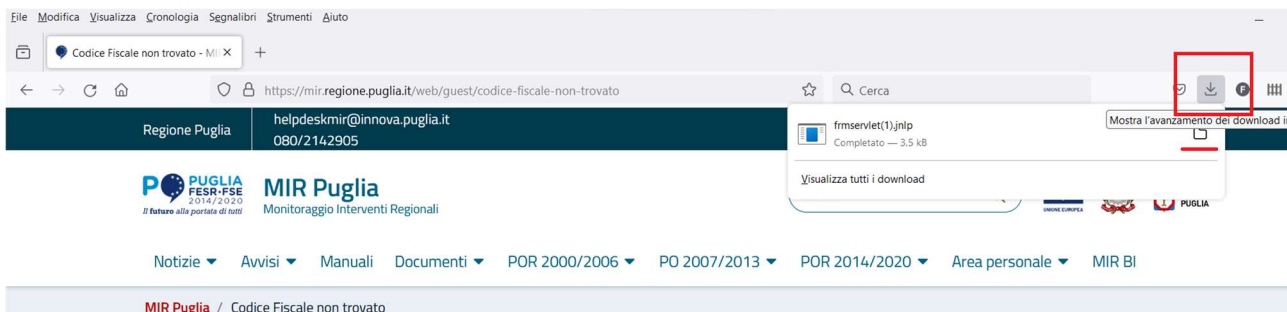 File Modifica Visualizza Cronologia Segnalibri Strumenti Aiuto
Codice Fiscale non trovato - MI
https://mir.regione.puglia.it/web/guest/codice-fiscale-non-trovato
Cerca
Mostra l'avanzamento dei download i
frmservlet(1).jnlp
Completato — 3.5 kB
Visualizza tutti i download
Regione Puglia
helpdeskmir@innova.puglia.it
080/2142905
PO PUGLIA
FESR-FSE
2014/2020
Il futuro alla portata di tutti
MIR Puglia
Monitoraggio Interventi Regionali
UNIONE EUROPEA
PUGLIA
Notizie Avvisi Manuali Documenti POR 2000/2006 PO 2007/2013 POR 2014/2020 Area personale MIR BI
MIR Puglia / Codice Fiscale non trovato